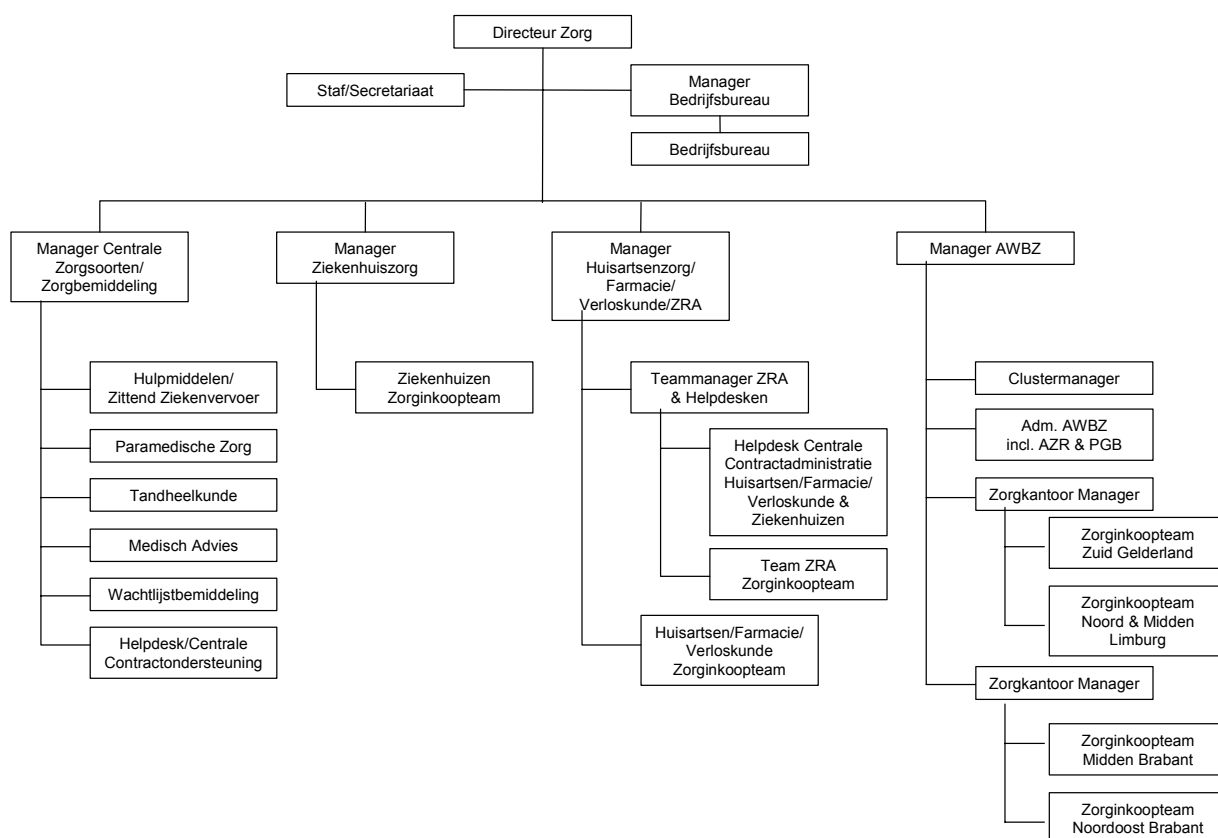 Directeur Zorg
Staf/Secretariaat
Manager
Bedrijfsbureau
Bedrijfsbureau
Manager Centrale
Zorgsoorten/
Zorgbemiddeling
Hulpmiddelen/
Zittend Ziekenvervoer
Paramedische Zorg
Tandheelkunde
Medisch Advies
Wachtlijstbemiddeling
Helpdesk/Centrale
Contractondersteuning
Manager
Ziekenhuiszorg
Ziekenhuizen
Zorginkoopteam
Manager
Huisartsenzorg/
Farmacie/
Verloskunde/ZRA
Teammanager ZRA
& Helpdesken
Helpdesk Centrale
Contractadministratie
Huisartsen/Farmacie/
Verloskunde &
Ziekenhuizen
Team ZRA
Zorginkoopteam
Huisartsen/Farmacie/
Verloskunde
Zorginkoopteam
Manager AWBZ
Clustermanager
Adm. AWBZ
incl. AZR & PGB
Zorgkantoor Manager
Zorginkoopteam
Zuid Gelderland
Zorginkoopteam
Noord & Midden
Limburg
Zorgkantoor Manager
Zorginkoopteam
Midden Brabant
Zorginkoopteam
Noordoost Brabant